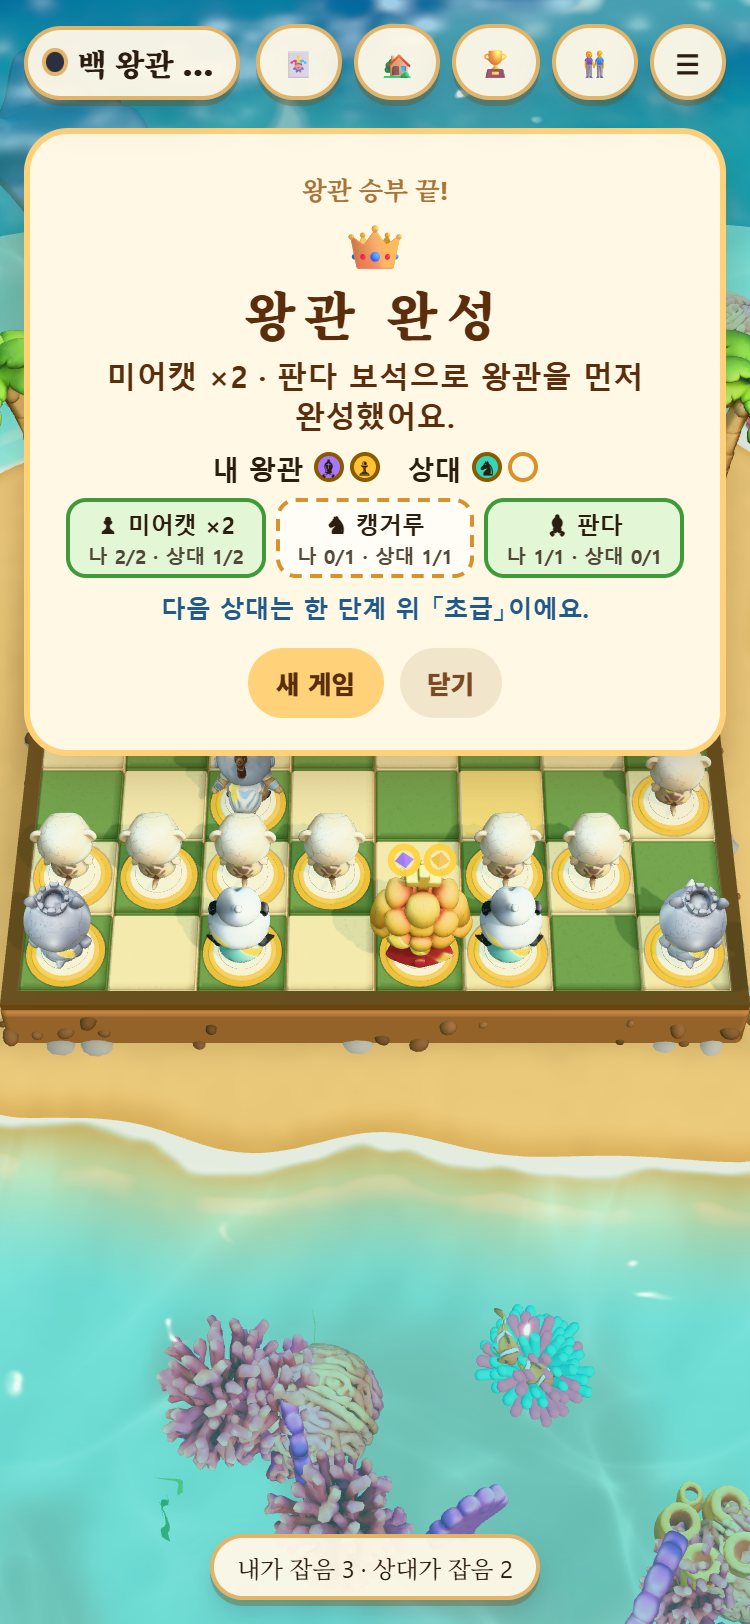 백 왕관 ...
왕관 승부 끝!
왕관 완성
미어캣 ×2 · 판다 보석으로 왕관을 먼저
완성했어요.
내 왕관 상대
미어캣 ×2
나 2/2 · 상대 1/2
캥거루
나 0/1 · 상대 1/1
판다
나 1/1 · 상대 0/1
다음 상대는 한 단계 위 「초급」이에요.
새 게임 닫기
내가 잡음 3 · 상대가 잡음 2